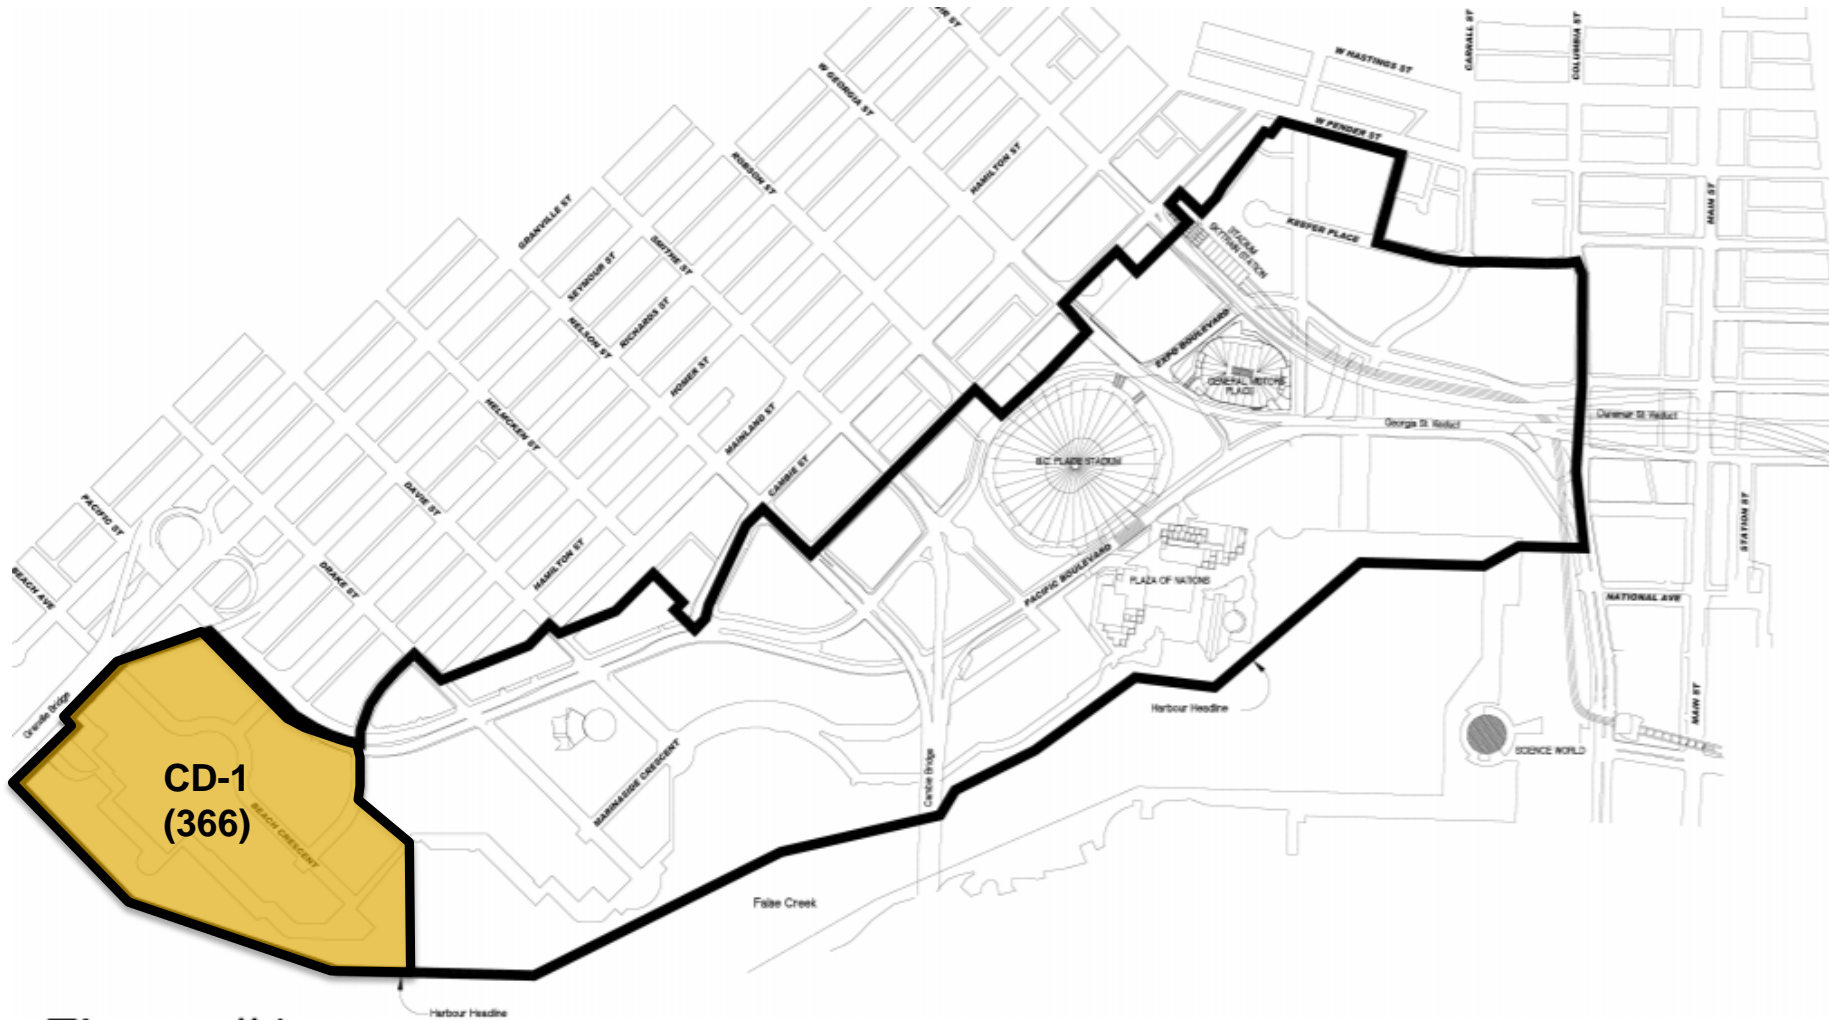 W HASTINGS ST
CARRALL ST
COLUMBIA ST
W GEORGIA ST
W PENDER ST
HAMILTON ST
ROBSON ST
MAIN ST
GRANVILLE ST
KEEFER PLACE
STADIUM
SKYTRAIN STATION
SMITHE ST
SEYMOUR ST
RICHARDS ST
NELSON ST
EXPO BOULEVARD
GENERAL MOTORS
PLACE
HOMER ST
HELMCKEN ST
MAINLAND ST
Georgia St. Viaduct
Dunsmuir St. Viaduct
B.C. PLACE STADIUM
CAMBIE ST
DAVIE ST
PACIFIC ST
STATION ST
HAMILTON ST
DRAKE ST
BEACH AVE
PACIFIC BOULEVARD
PLAZA OF NATIONS
NATIONAL AVE
Granville Bridge
Harbour Headline
MAIN ST
SCIENCE WORLD
CD-1
(366)
BEACH CRESCENT
MARINASIDE CRESCENT
Cambie Bridge
False Creek
Harbour Headline